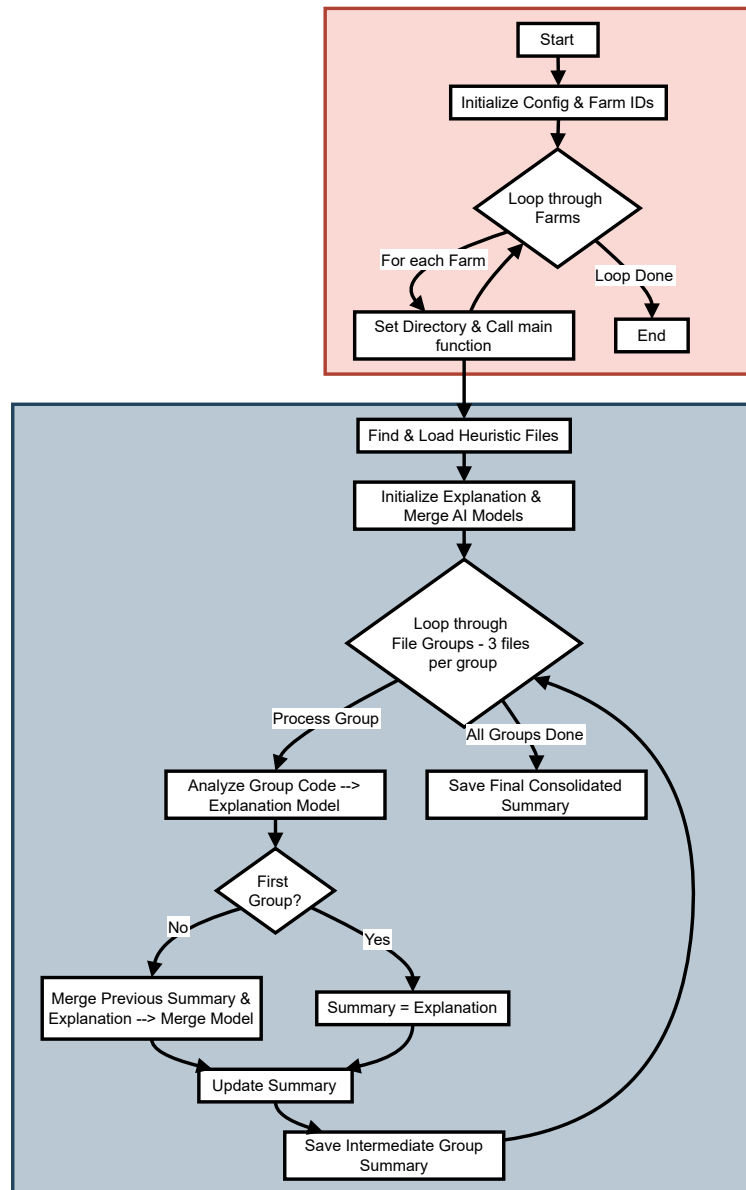 Start
Initialize Config & Farm IDs
Loop through
Farms
For each Farm
Loop Done
Set Directory & Call main
function
End
Find & Load Heuristic Files
Initialize Explanation &
Merge AI Models
Loop through
File Groups - 3 files
per group
Process Group
All Groups Done
Analyze Group Code -->
Explanation Model
Save Final Consolidated
Summary
First
Group?
No
Yes
Merge Previous Summary &
Explanation --> Merge Model
Summary = Explanation
Update Summary
Save Intermediate Group
Summary